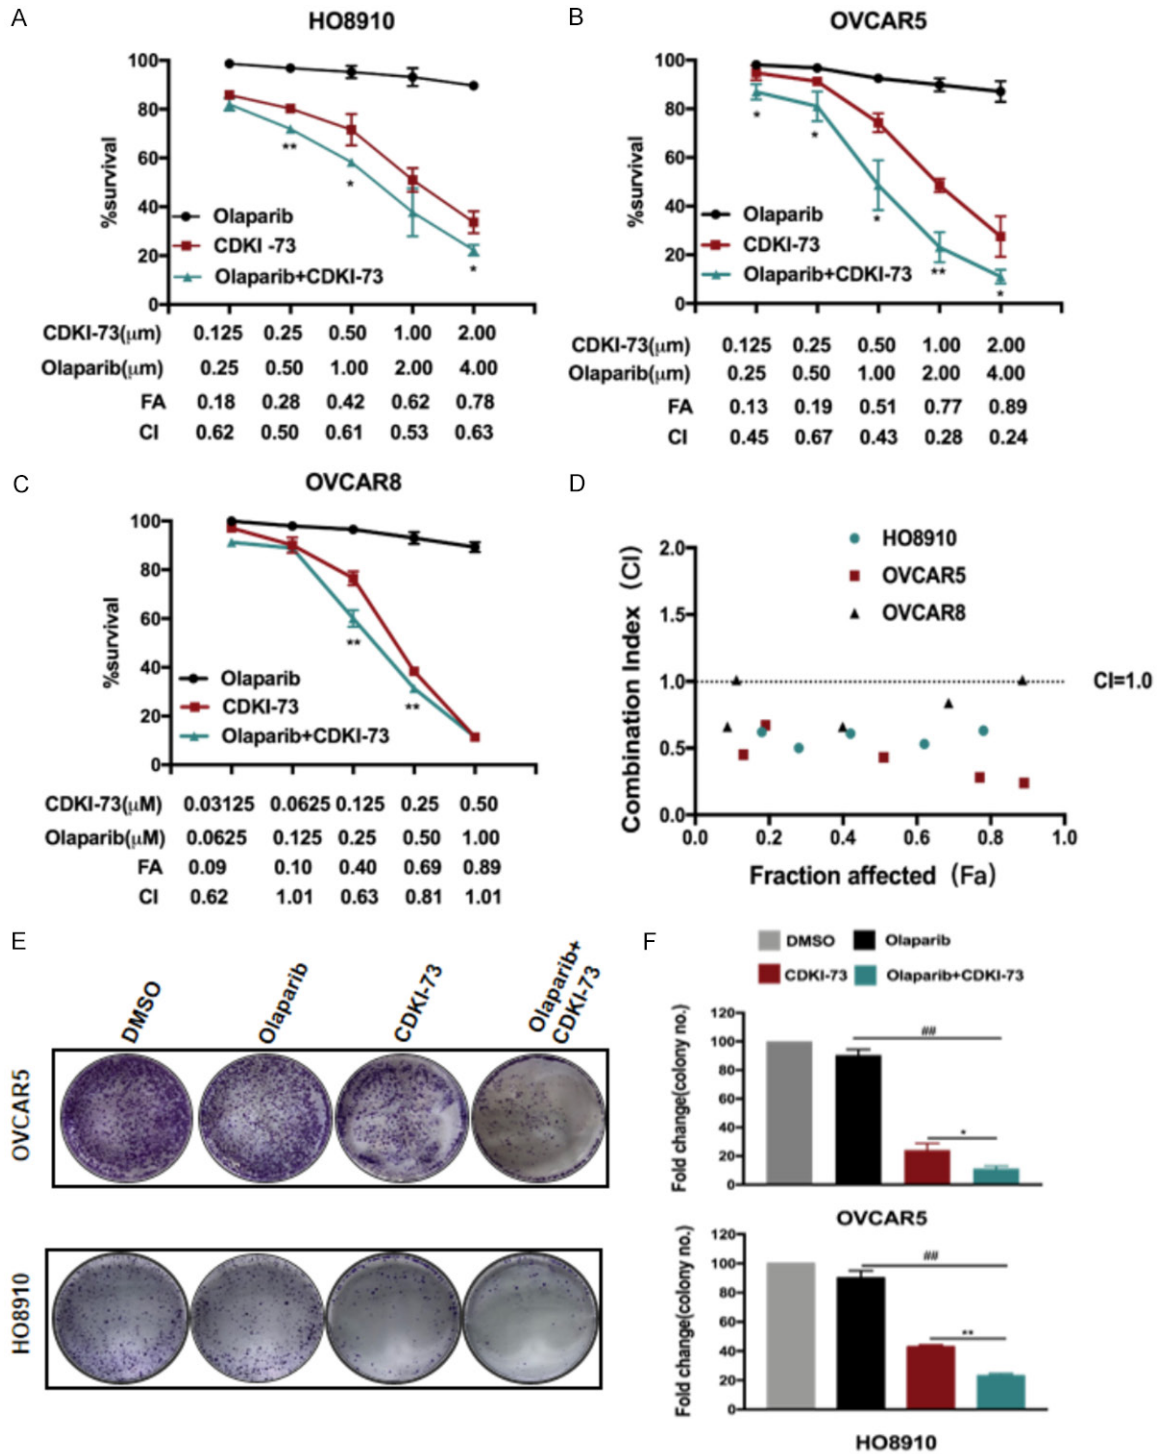 A
HO8910
100
80
60
40
20
0
%survival
Olaparib
CDKI -73
Olaparib+CDKI-73
**
*
*
CDKI-73(μm) 0.125 0.25 0.50 1.00 2.00
Olaparib(μm) 0.25 0.50 1.00 2.00 4.00
FA 0.18 0.28 0.42 0.62 0.78
CI 0.62 0.50 0.61 0.53 0.63
B
OVCAR5
100
80
60
40
20
0
%survival
Olaparib
CDKI-73
Olaparib+CDKI-73
*
*
*
**
*
CDKI-73(μm) 0.125 0.25 0.50 1.00 2.00
Olaparib(μm) 0.25 0.50 1.00 2.00 4.00
FA 0.13 0.19 0.51 0.77 0.89
CI 0.45 0.67 0.43 0.28 0.24
C
OVCAR8
100
80
60
40
20
0
%survival
Olaparib
CDKI-73
Olaparib+CDKI-73
**
**
CDKI-73(μM) 0.03125 0.0625 0.125 0.25 0.50
Olaparib(μM) 0.0625 0.125 0.25 0.50 1.00
FA 0.09 0.10 0.40 0.69 0.89
CI 0.62 1.01 0.63 0.81 1.01
D
HO8910
OVCAR5
OVCAR8
2.0
1.5
1.0
0.5
0.0
Combination Index (CI)
CI=1.0
0.0 0.2 0.4 0.6 0.8 1.0
Fraction affected (Fa)
E
DMSO
Olaparib
CDKI-73
Olaparib+
CDKI-73
OVCAR5
HO8910
F
DMSO Olaparib
CDKI-73 Olaparib+CDKI-73
120
100
80
60
40
20
0
Fold change(colony no.)
##
*
OVCAR5
120
100
80
60
40
20
0
Fold change(colony no.)
##
**
HO8910